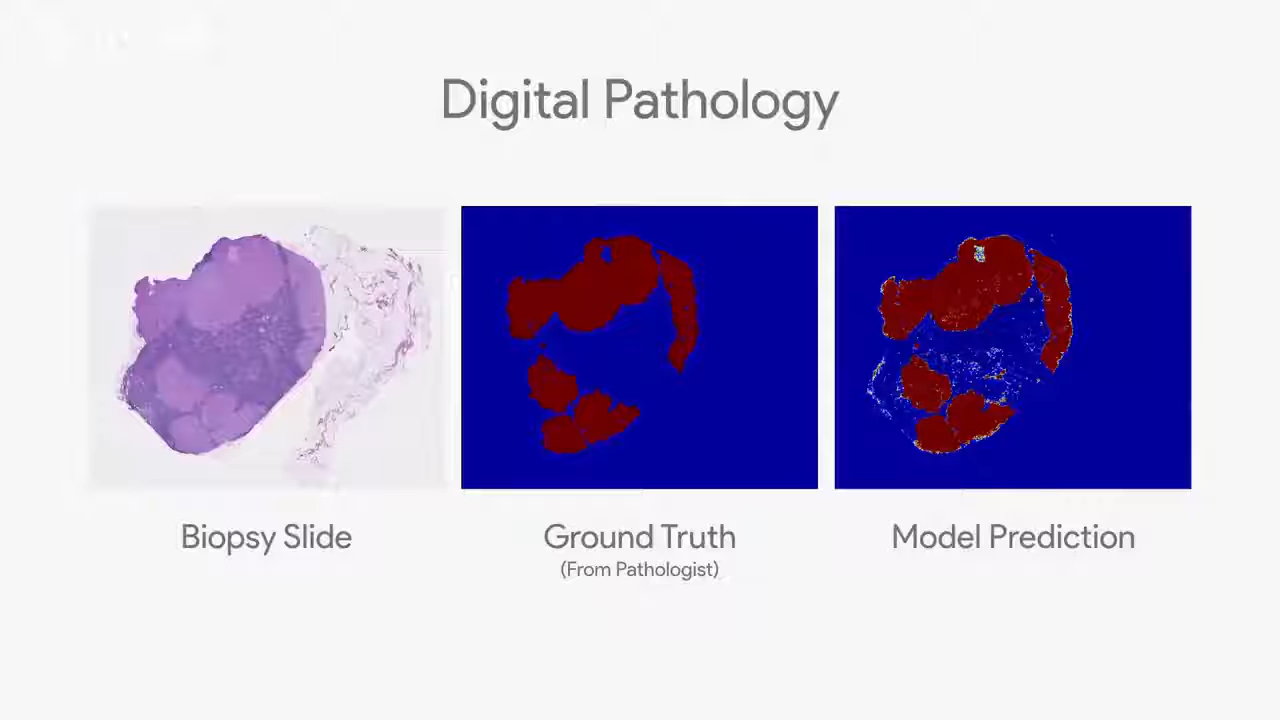 Digital Pathology
Biopsy Slide
Ground Truth
(From Pathologist)
Model Prediction